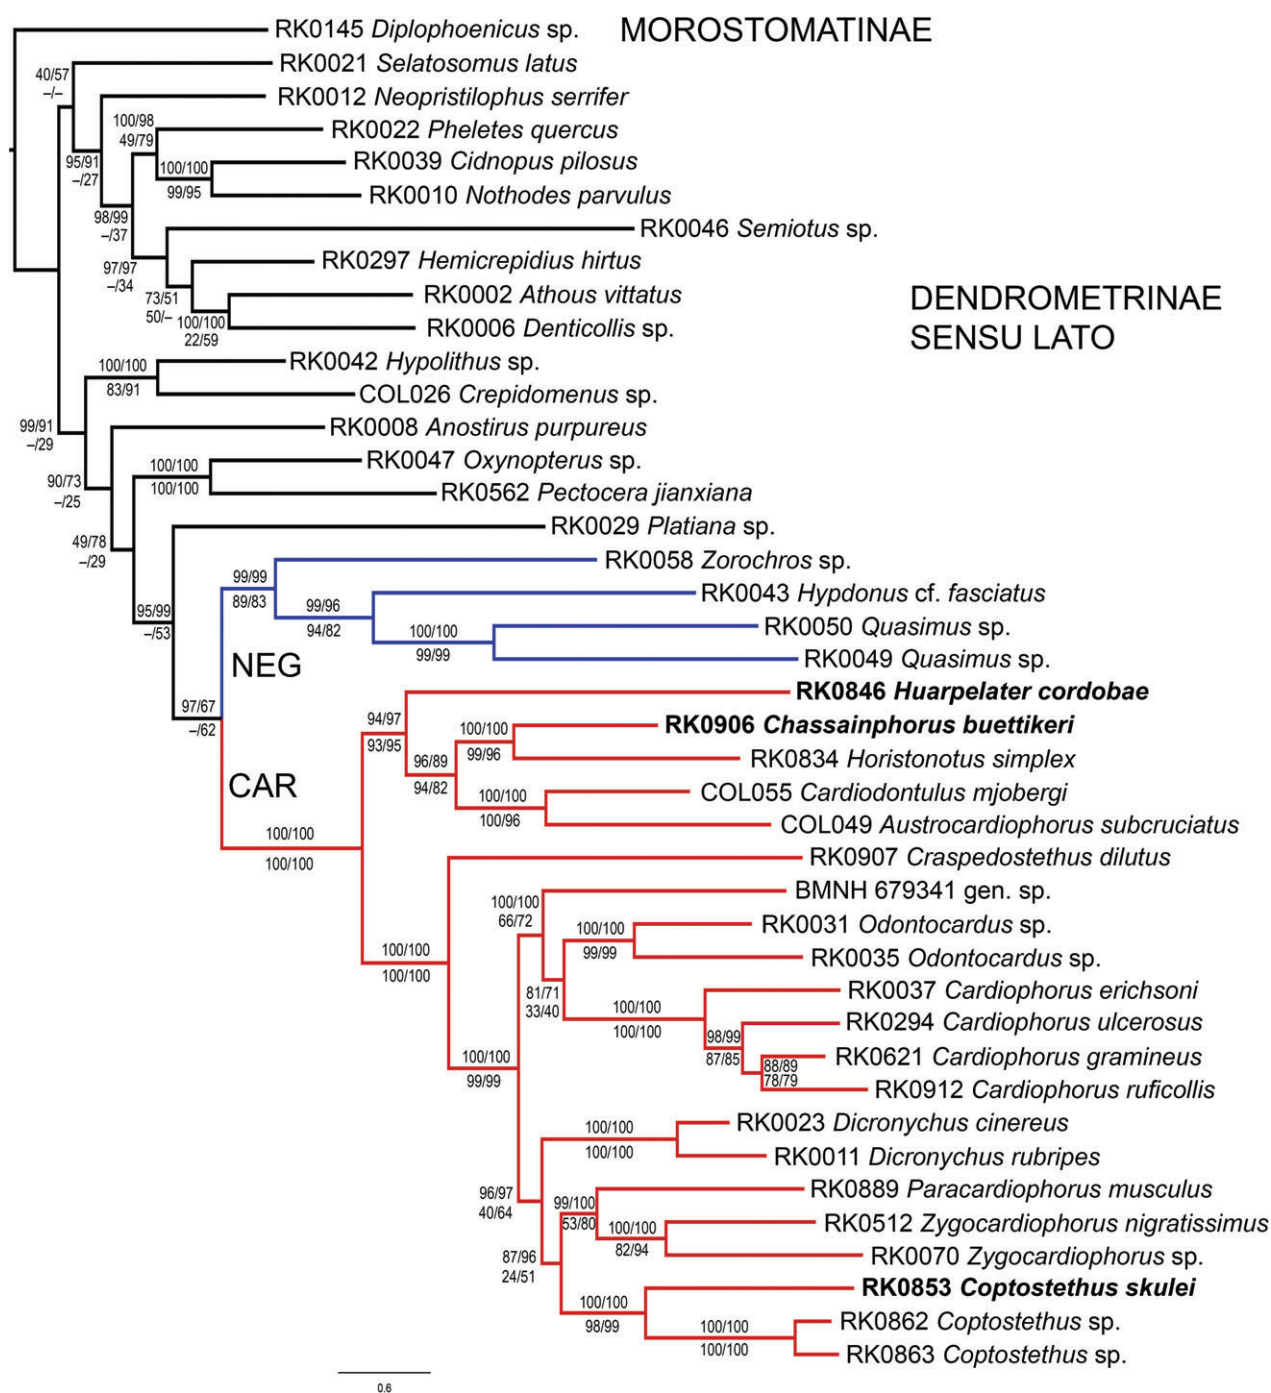 RK0145 Diplophoenicus sp. MOROSTOMATINAE
RK0021 Selatosomus latus
40/57
–/–
RK0012 Neopristilophus serrifer
100/98
49/79
RK0022 Pheletes quercus
95/91
–/27
100/100
99/95
RK0039 Cidnopus pilosus
RK0010 Nothodes parvulus
98/99
–/37
RK0046 Semiotus sp.
97/97
–/34
RK0297 Hemicrepidius hirtus
73/51
50/–
RK0002 Athous vittatus
100/100
22/59
RK0006 Denticollis sp.
DENDROMETRINAE
SENSU LATO
100/100
83/91
RK0042 Hypolithus sp.
COL026 Crepidomenus sp.
99/91
–/29
RK0008 Anostirus purpureus
90/73
–/25
100/100
100/100
RK0047 Oxynopterus sp.
RK0562 Pectocera jianxiana
49/78
–/29
RK0029 Platiana sp.
95/99
–/53
99/99
89/83
RK0058 Zorochros sp.
99/96
94/82
RK0043 Hypdonus cf. fasciatus
100/100
99/99
RK0050 Quasimus sp.
RK0049 Quasimus sp.
NEG
97/67
–/62
CAR
94/97
93/95
RK0846 Huarpelater cordobae
100/100
99/96
RK0906 Chassainphorus buettikeri
RK0834 Horistonotus simplex
96/89
94/82
100/100
100/96
COL055 Cardiodontulus mjobergi
COL049 Austrocardiophorus subcruciatus
100/100
100/100
RK0907 Craspedostethus dilutus
100/100
66/72
BMNH 679341 gen. sp.
100/100
99/99
RK0031 Odontocardus sp.
RK0035 Odontocardus sp.
100/100
100/100
81/71
33/40
100/100
100/100
RK0037 Cardiophorus erichsoni
98/99
87/85
RK0294 Cardiophorus ulcerosus
88/89
78/79
RK0621 Cardiophorus gramineus
RK0912 Cardiophorus ruficollis
100/100
99/99
100/100
100/100
RK0023 Dicronychus cinereus
RK0011 Dicronychus rubripes
96/97
40/64
99/100
53/80
RK0889 Paracardiophorus musculus
100/100
82/94
RK0512 Zygocardiophorus nigratissimus
RK0070 Zygocardiophorus sp.
87/96
24/51
100/100
98/99
RK0853 Coptostethus skulei
100/100
100/100
RK0862 Coptostethus sp.
RK0863 Coptostethus sp.
0.6